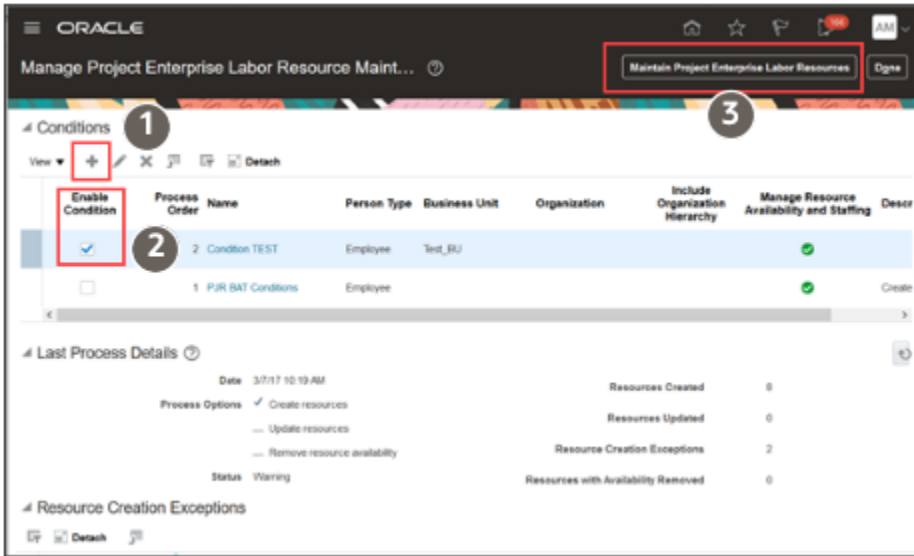 ORACLE
166
AM
Manage Project Enterprise Labor Resource Maint...
Maintain Project Enterprise Labor Resources
Done
3
Conditions
1
View
Detach
Enable Condition
Process Order
Name
Person Type
Business Unit
Organization
Include Organization Hierarchy
Manage Resource Availability and Staffing
Descr
2
2 Condition TEST Employee Test_BU
1 PJR BAT Conditions Employee Create
Last Process Details
Date 3/7/17 10:19 AM
Resources Created
Process Options Create resources
Resources Updated 0
Update resources
Resource Creation Exceptions 2
Remove resource availability
Status Warning
Resources with Availability Removed 0
Resource Creation Exceptions
Detach